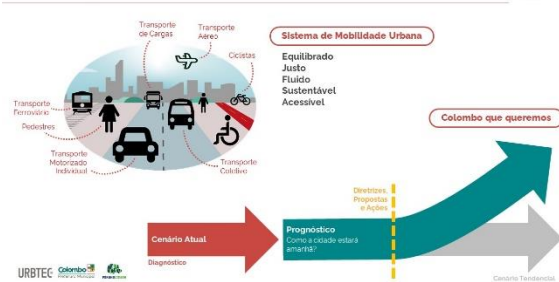 Transporte
de Cargas
Transporte
Aéreo
Ciclistas
Transporte
Ferroviário
Pedestres
Transporte
Motorizado
Individual
Transporte
Coletivo
Sistema de Mobilidade Urbana
Equilibrado
Justo
Fluido
Sustentável
Acessível
Colombo que queremos
Diretrizes,
Propostas
e Ações
Cenário Atual
Diagnóstico
Prognóstico
Como a cidade estará
amanhã?
Cenário Tendencial
URBTEC
Colombo